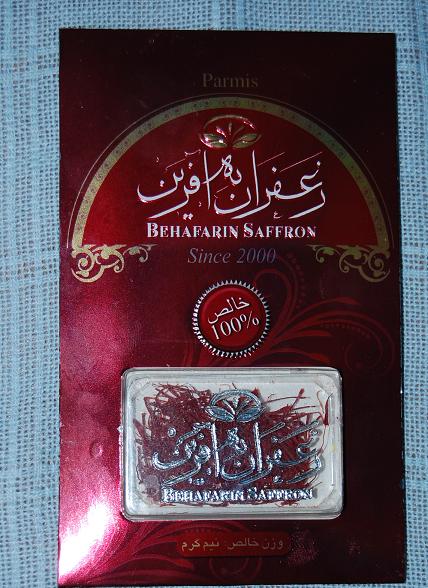 Parmis
زعفران به آفرین
BEHAFARIN SAFFRON
Since 2000
خالص
100%
زعفران به آفرین
BEHAFARIN SAFFRON
وزن خالص: نیم گرم